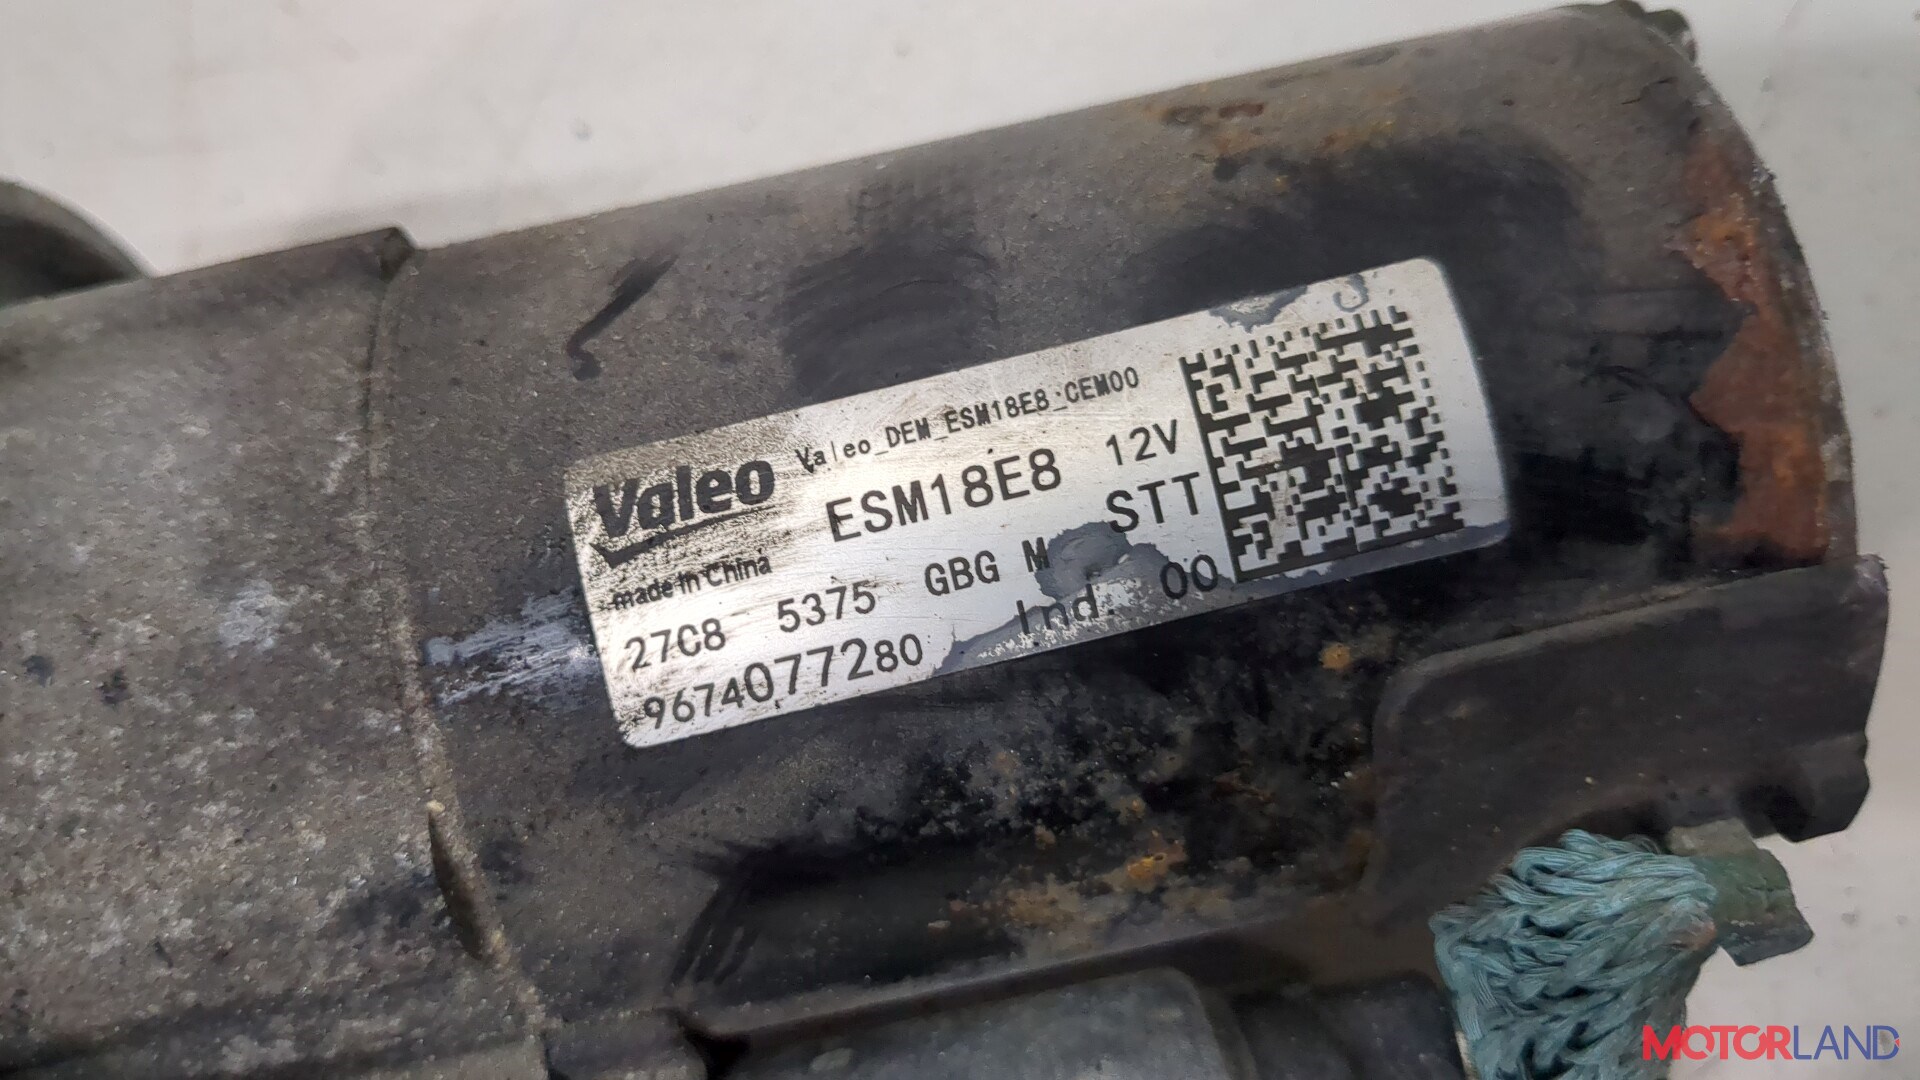 Valeo_DEM_ESM18E8_CEM00
Valeo
ESM18E8 12V
made in China
STT
27C8 5375 GBG M
Ind. 00
9674077280
MOTORLAND